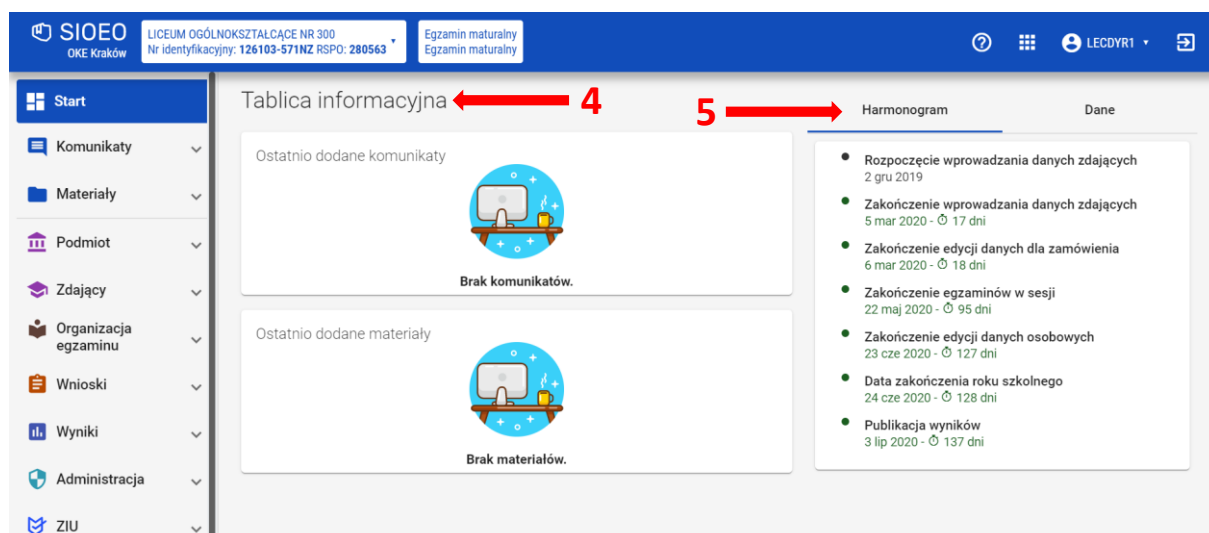 SIOEO
OKE Kraków
LICEUM OGÓLNOKSZTAŁCĄCE NR 300
Nr identyfikacyjny: 126103-571NZ RSPO: 280563
Egzamin maturalny
Egzamin maturalny
LECDYR1
Start
Komunikaty
Materiały
Podmiot
Zdający
Organizacja
egzaminu
Wnioski
Wyniki
Administracja
ZIU
Tablica informacyjna
4
Ostatnio dodane komunikaty
Brak komunikatów.
Ostatnio dodane materiały
Brak materiałów.
5
Harmonogram
Dane
Rozpoczęcie wprowadzania danych zdających
2 gru 2019
Zakończenie wprowadzania danych zdających
5 mar 2020 - 17 dni
Zakończenie edycji danych dla zamówienia
6 mar 2020 - 18 dni
Zakończenie egzaminów w sesji
22 maj 2020 - 95 dni
Zakończenie edycji danych osobowych
23 cze 2020 - 127 dni
Data zakończenia roku szkolnego
24 cze 2020 - 128 dni
Publikacja wyników
3 lip 2020 - 137 dni